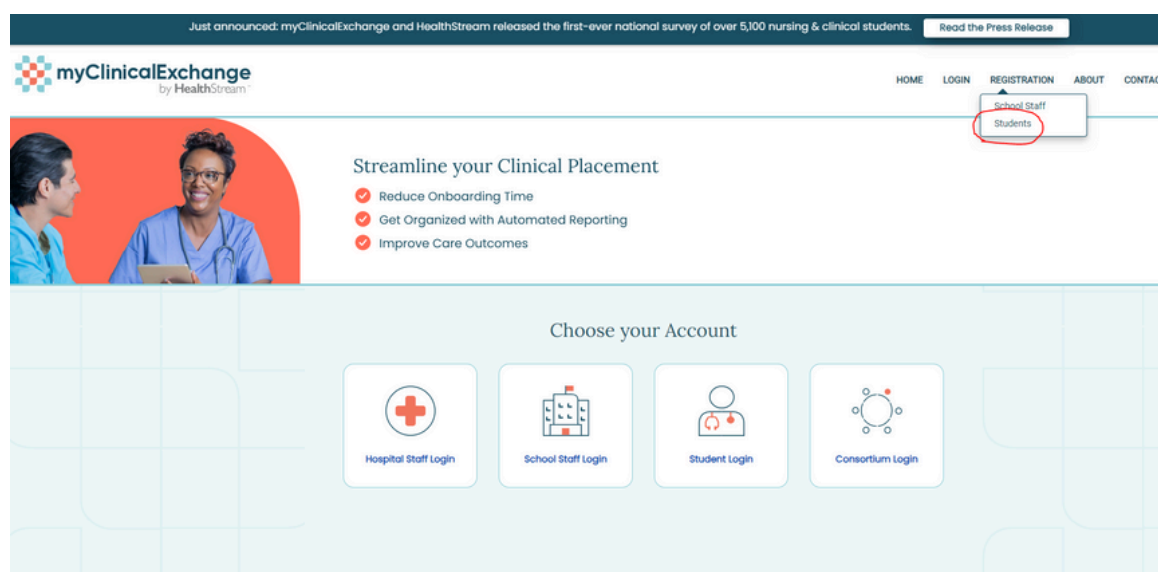 Just announced: myClinicalExchange and HealthStream released the first-ever national survey of over 5,100 nursing & clinical students.
Read the Press Release
myClinicalExchange
by HealthStream
HOME LOGIN REGISTRATION ABOUT CONTAC
School Staff
Students
Streamline your Clinical Placement
Reduce Onboarding Time
Get Organized with Automated Reporting
Improve Care Outcomes
Choose your Account
Hospital Staff Login
School Staff Login
Student Login
Consortium Login